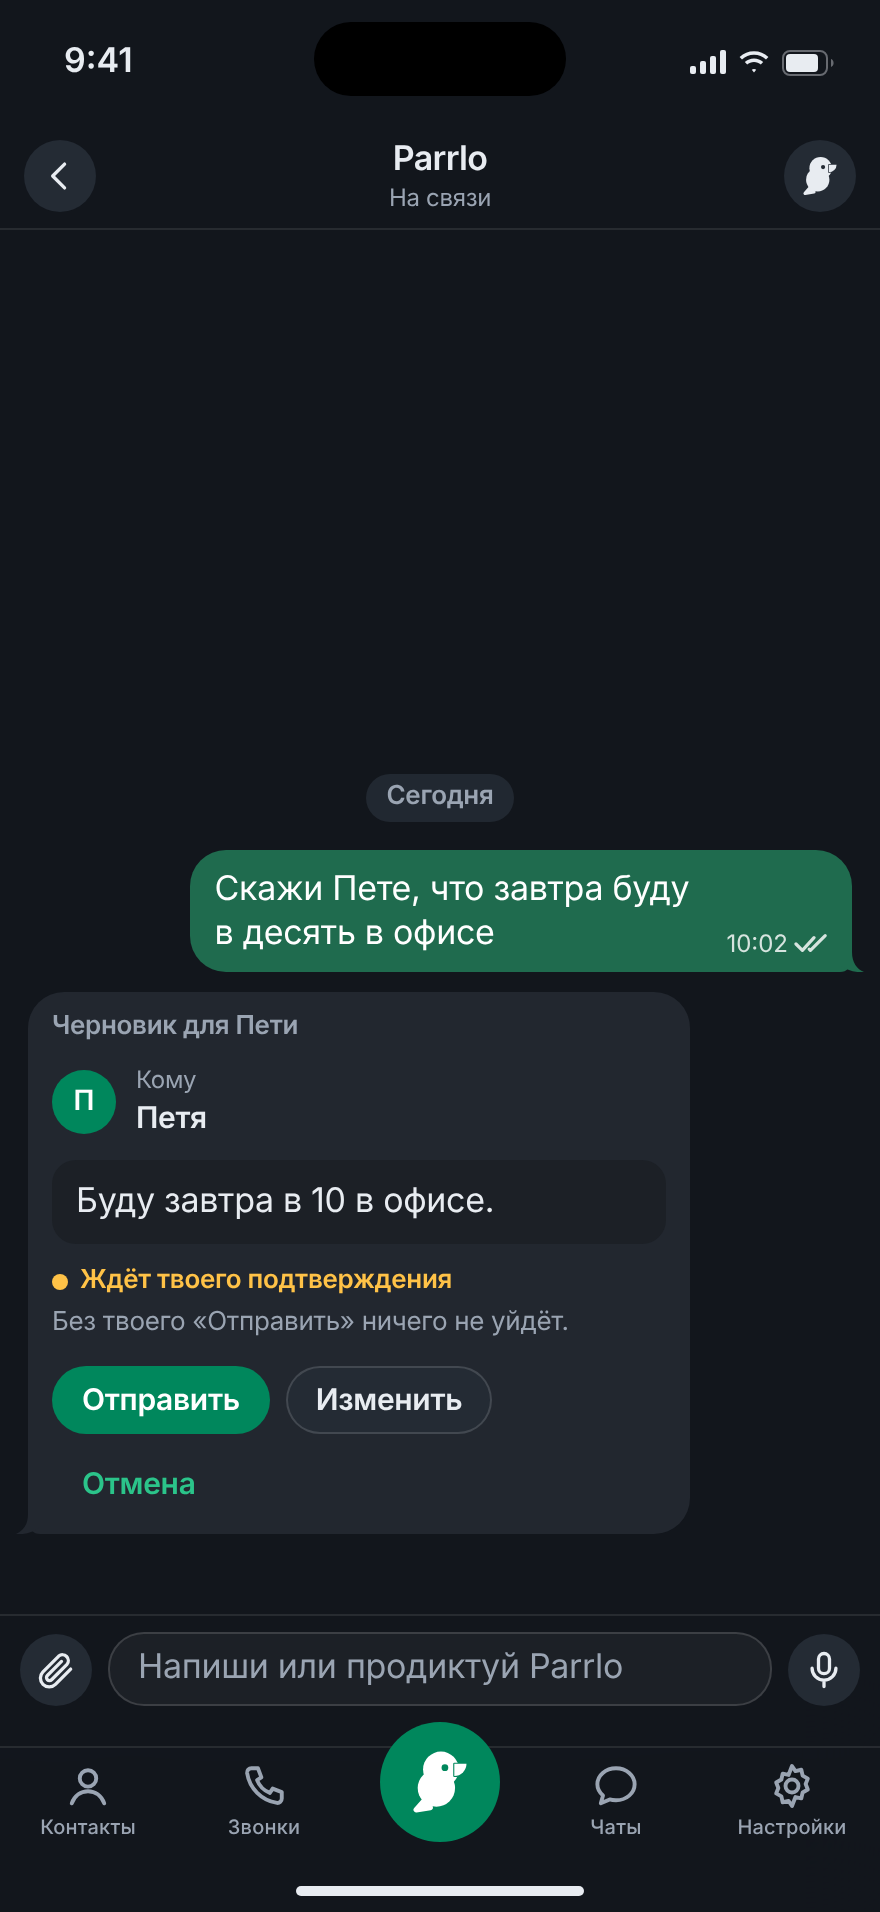 9:41
Parrlo
На связи
Сегодня
Скажи Пете, что завтра буду
в десять в офисе
10:02
Черновик для Пети
П
Кому
Петя
Буду завтра в 10 в офисе.
Ждёт твоего подтверждения
Без твоего «Отправить» ничего не уйдёт.
Отправить
Изменить
Отмена
Напиши или продиктуй Parrlo
Контакты
Звонки
Чаты
Настройки